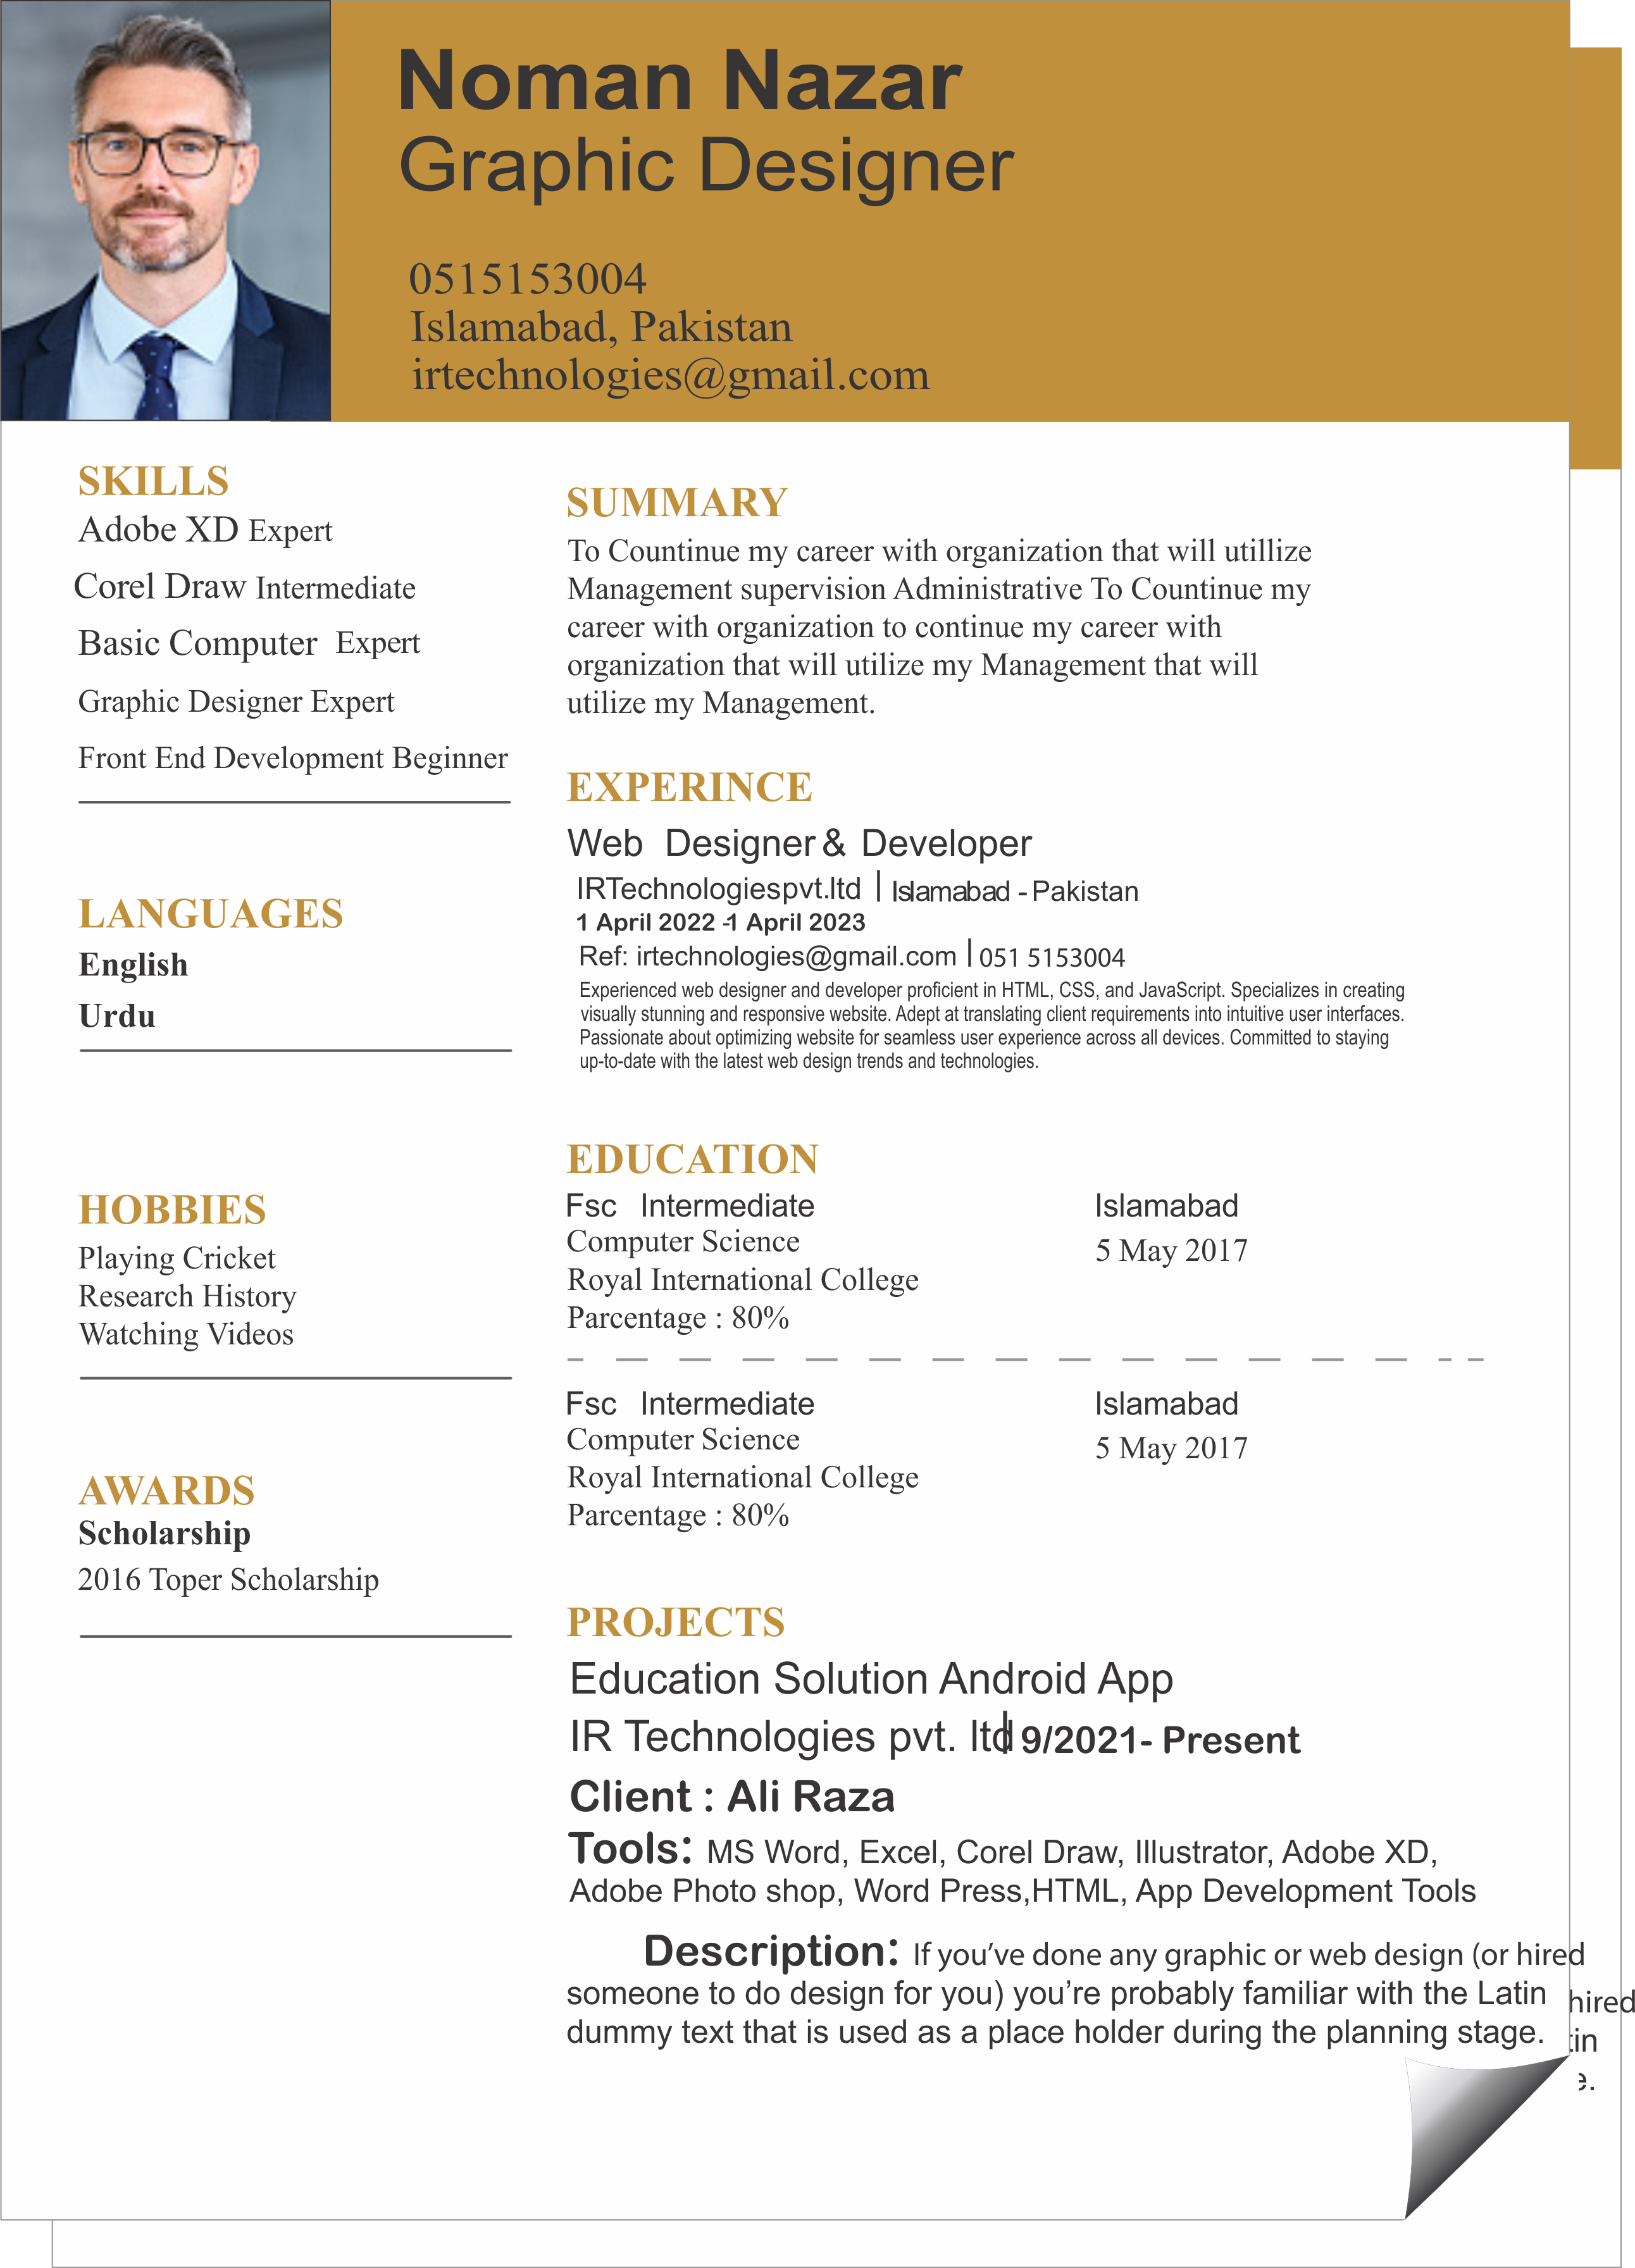 Noman Nazar
Graphic Designer
0515153004
Islamabad, Pakistan
irtechnologies@gmail.com
SKILLS
Adobe XD Expert
Corel Draw Intermediate
Basic Computer Expert
Graphic Designer Expert
Front End Development Beginner
LANGUAGES
English
Urdu
HOBBIES
Playing Cricket
Research History
Watching Videos
AWARDS
Scholarship
2016 Toper Scholarship
SUMMARY
To Countinue my career with organization that will utillize
Management supervision Administrative To Countinue my
career with organization to continue my career with
organization that will utilize my Management that will
utilize my Management.
EXPERINCE
Web Designer & Developer
IRTechnologiespvt.ltd | Islamabad - Pakistan
1 April 2022 -1 April 2023
Ref: irtechnologies@gmail.com | 051 5153004
Experienced web designer and developer proficient in HTML, CSS, and JavaScript. Specializes in creating
visually stunning and responsive website. Adept at translating client requirements into intuitive user interfaces.
Passionate about optimizing website for seamless user experience across all devices. Committed to staying
up-to-date with the latest web design trends and technologies.
EDUCATION
Fsc Intermediate Islamabad
Computer Science 5 May 2017
Royal International College
Parcentage : 80%
Fsc Intermediate Islamabad
Computer Science 5 May 2017
Royal International College
Parcentage : 80%
PROJECTS
Education Solution Android App
IR Technologies pvt. ltd | 9/2021- Present
Client : Ali Raza
Tools: MS Word, Excel, Corel Draw, Illustrator, Adobe XD,
Adobe Photo shop, Word Press,HTML, App Development Tools
Description: If you've done any graphic or web design (or hired
someone to do design for you) you're probably familiar with the Latin
dummy text that is used as a place holder during the planning stage.
hired
tin
e.